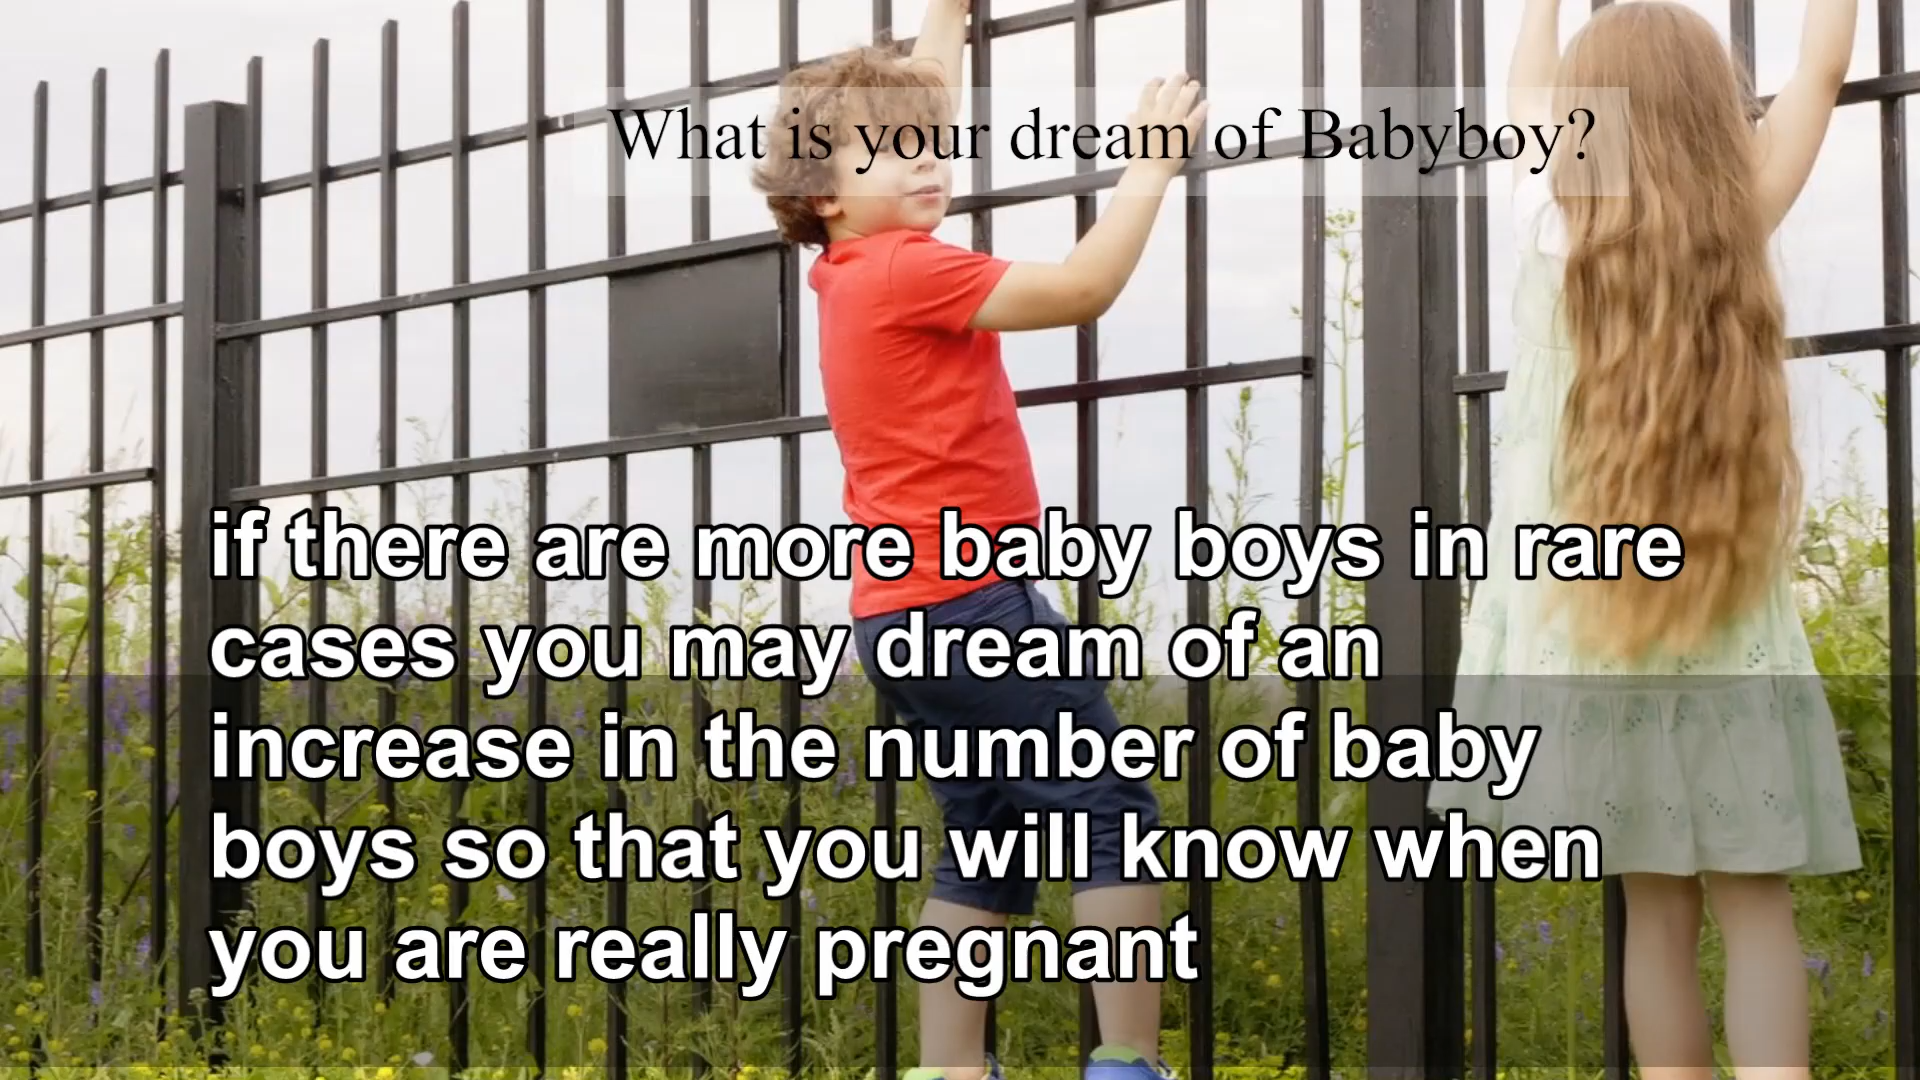 What is your dream of Babyboy?
if there are more baby boys in rare
cases you may dream of an
increase in the number of baby
boys so that you will know when
you are really pregnant